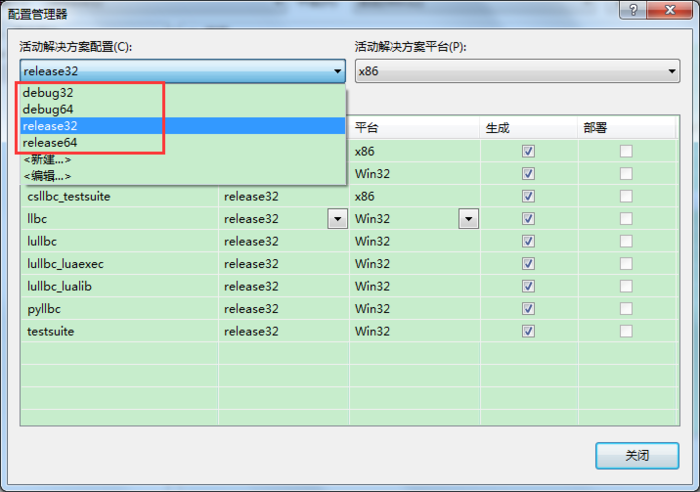 配置管理器
活动解决方案配置(C):
活动解决方案平台(P):
release32
x86
debug32
debug64
release32
release64
<新建...>
<编辑...>
平台
生成
部署
x86
Win32
csllbc_testsuite release32 x86
llbc release32 Win32
lullbc release32 Win32
lullbc_luaexec release32 Win32
lullbc_lualib release32 Win32
pyllbc release32 Win32
testsuite release32 Win32
关闭